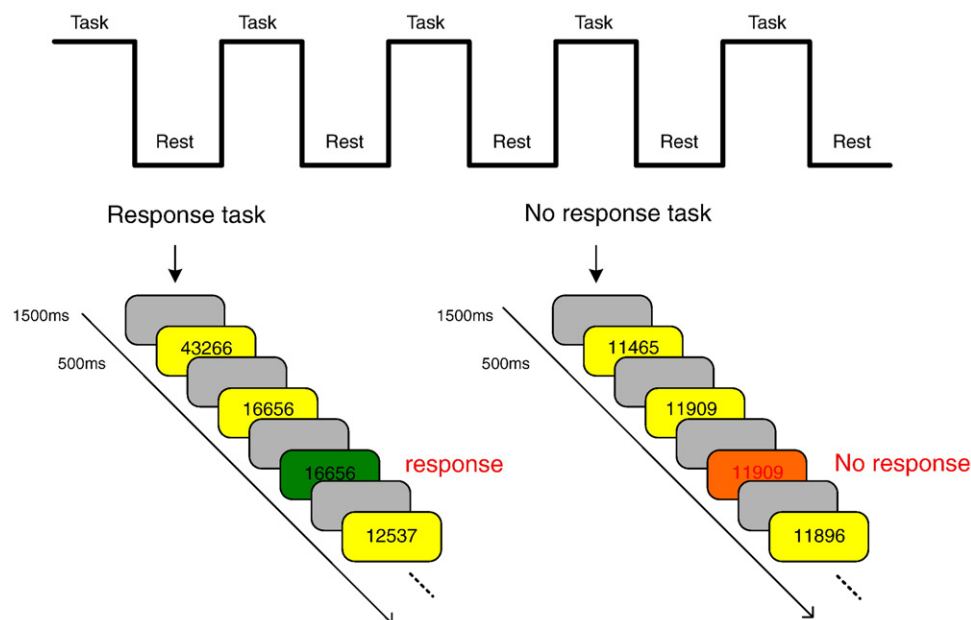 Task Task Task Task Task
Rest Rest Rest Rest Rest
Response task
No response task
1500ms
500ms
43266
16656
16656
response
12537
1500ms
500ms
11465
11909
11909
No response
11896